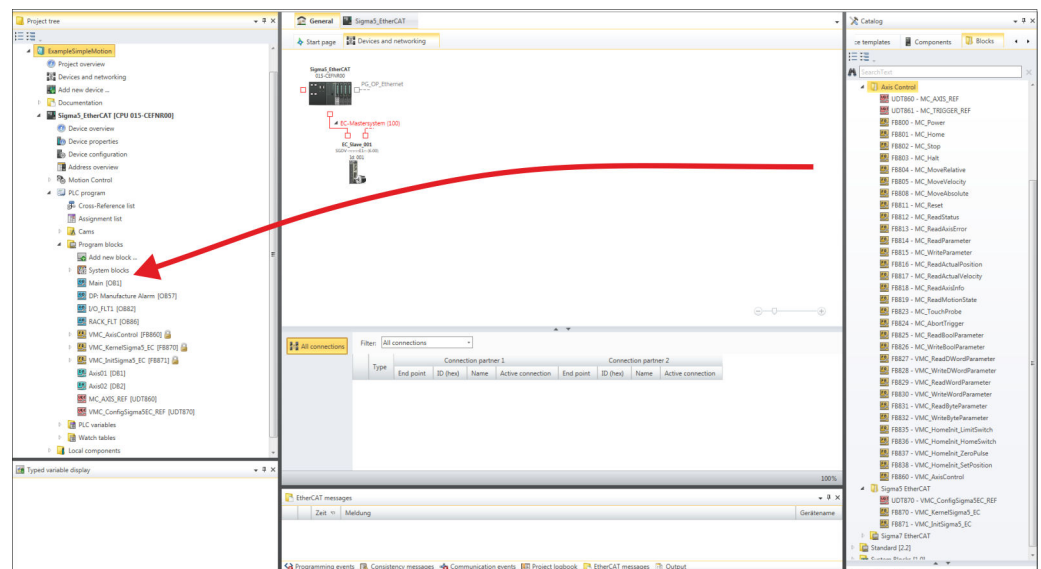 Project tree
ExampleSimpleMotion
Project overview
Devices and networking
Add new device ...
Documentation
Sigma5_EtherCAT [CPU 015-CEFNR00]
Device overview
Device properties
Device configuration
Address overview
Motion Control
PLC program
Cross-Reference list
Assignment list
Cams
Program blocks
Add new block ...
System blocks
Main [OB1]
DP: Manufacture Alarm [OB57]
I/O_FLT1 [OB82]
RACK_FLT [OB86]
VMC_AxisControl [FB860]
VMC_KernelSigma5_EC [FB870]
VMC_InitSigma5_EC [FB871]
Axis01 [DB1]
Axis02 [DB2]
MC_AXIS_REF [UDT860]
VMC_ConfigSigma5EC_REF [UDT870]
PLC variables
Watch tables
Local components
Typed variable display
General
Sigma5_EtherCAT
Start page
Devices and networking
Sigma5_EtherCAT
015-CEFNR00
PG_OP_Ethernet
EC-Mastersystem (100)
EC_Slave_001
All connections
Filter:
All connections
Type
Connection partner 1
Connection partner 2
End point
ID (hex)
Name
Active connection
End point
ID (hex)
Name
Active connection
100%
EtherCAT messages
Zeit
Meldung
Gerätename
Programming events
Consistency messages
Communication events
Project logbook
EtherCAT messages
Output
Catalog
ce templates
Components
Blocks
SearchText
Axis Control
UDT860 - MC_AXIS_REF
UDT861 - MC_TRIGGER_REF
FB800 - MC_Power
FB801 - MC_Home
FB802 - MC_Stop
FB803 - MC_Halt
FB804 - MC_MoveRelative
FB805 - MC_MoveVelocity
FB808 - MC_MoveAbsolute
FB811 - MC_Reset
FB812 - MC_ReadStatus
FB813 - MC_ReadAxisError
FB814 - MC_ReadParameter
FB815 - MC_WriteParameter
FB816 - MC_ReadActualPosition
FB817 - MC_ReadActualVelocity
FB818 - MC_ReadAxisInfo
FB819 - MC_ReadMotionState
FB823 - MC_TouchProbe
FB824 - MC_AbortTrigger
FB825 - MC_ReadBoolParameter
FB826 - MC_WriteBoolParameter
FB827 - VMC_ReadDWordParameter
FB828 - VMC_WriteDWordParameter
FB829 - VMC_ReadWordParameter
FB830 - VMC_WriteWordParameter
FB831 - VMC_ReadByteParameter
FB832 - VMC_WriteByteParameter
FB835 - VMC_HomeInit_LimitSwitch
FB836 - VMC_HomeInit_HomeSwitch
FB837 - VMC_HomeInit_ZeroPulse
FB838 - VMC_HomeInit_SetPosition
FB860 - VMC_AxisControl
Sigma5 EtherCAT
UDT870 - VMC_ConfigSigma5EC_REF
FB870 - VMC_KernelSigma5_EC
FB871 - VMC_InitSigma5_EC
Sigma7 EtherCAT
Standard [2.2]